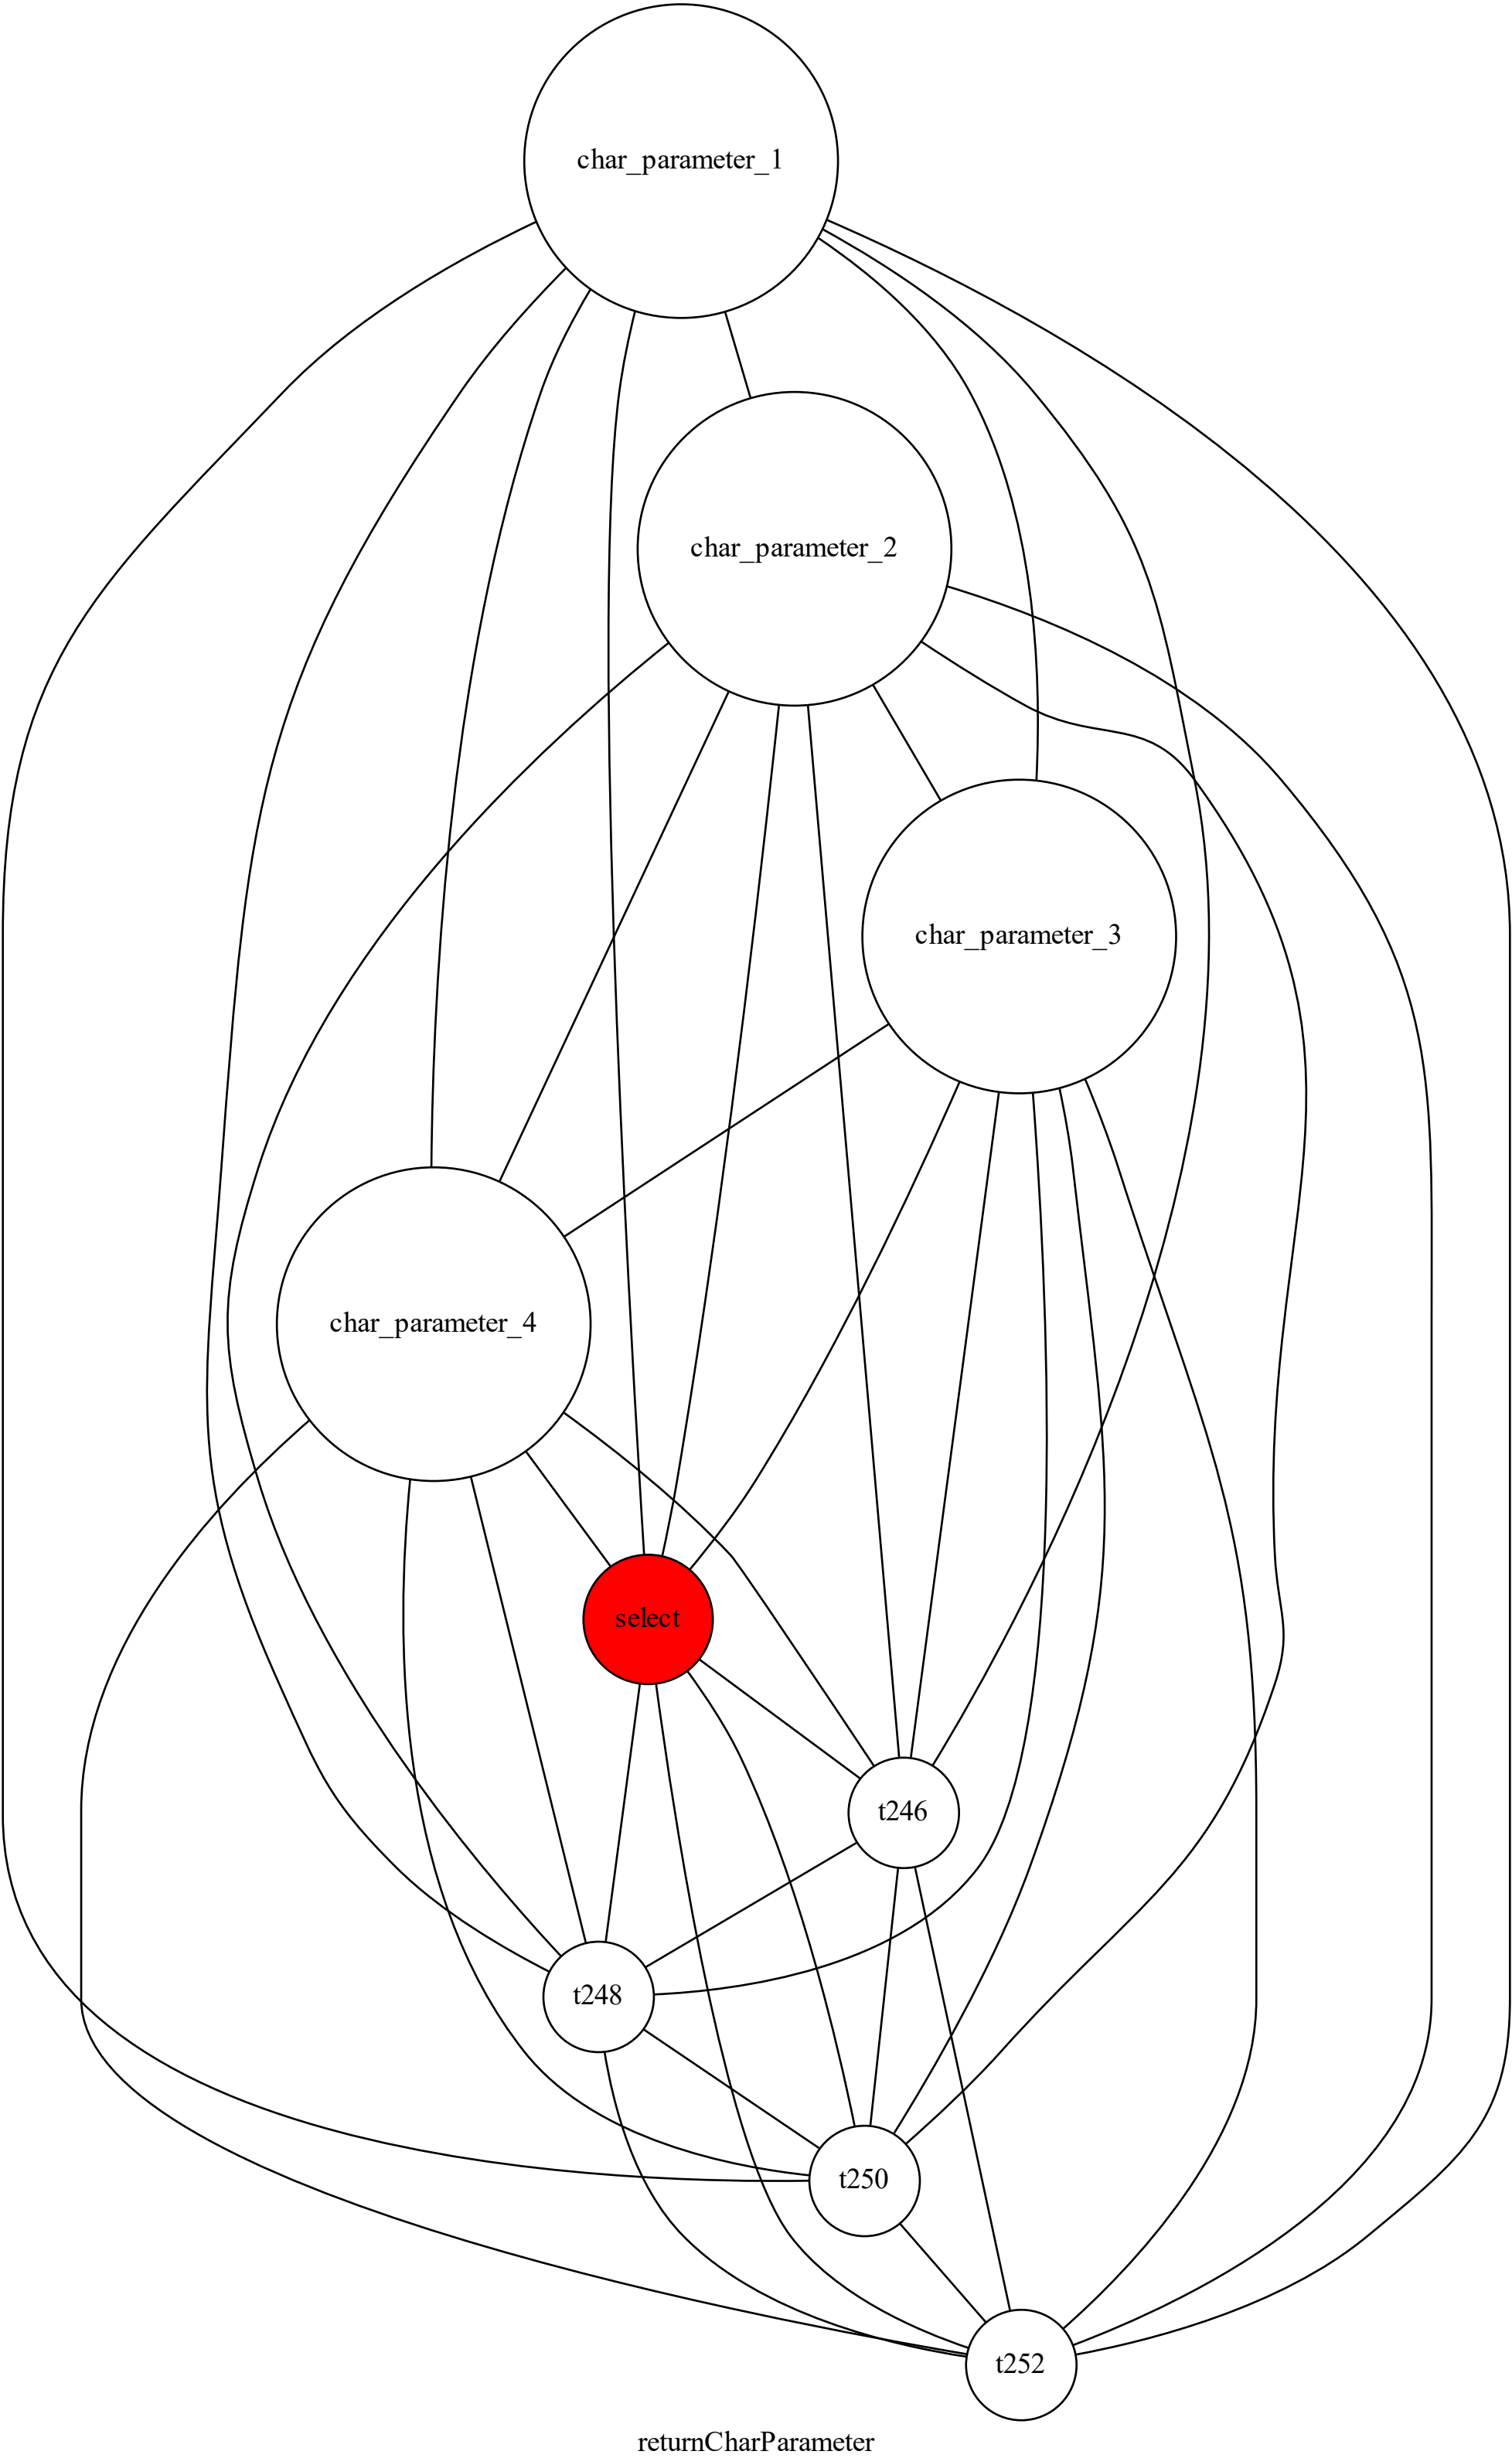 char_parameter_1
char_parameter_2
char_parameter_3
char_parameter_4
select
t246
t248
t250
t252
returnCharParameter